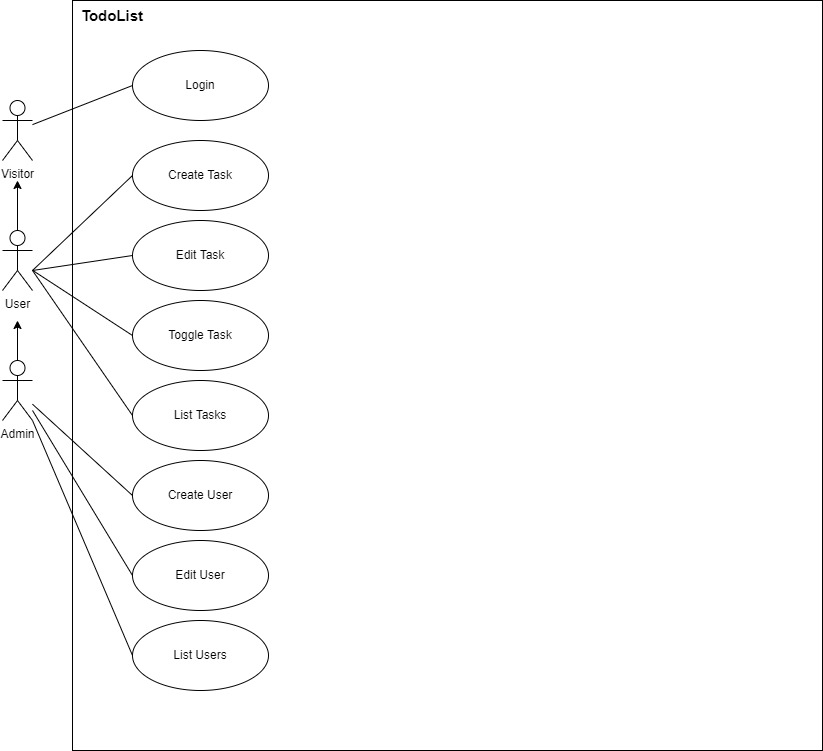 TodoList
Login
Visitor
Create Task
Edit Task
User
Toggle Task
List Tasks
Admin
Create User
Edit User
List Users